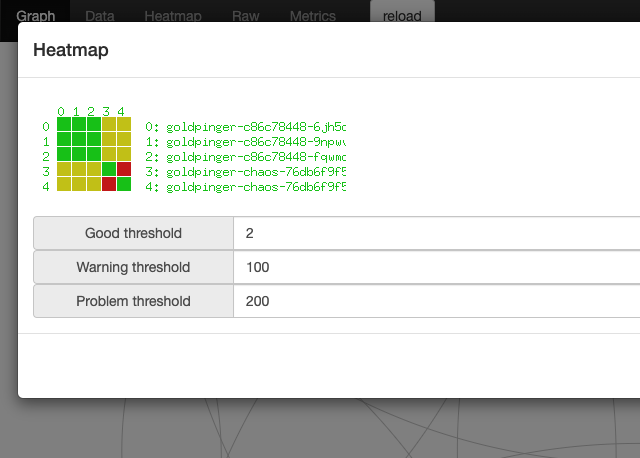 Graph Data Heatmap Raw Metrics reload
Heatmap
0 1 2 3 4
0 0: goldpinger-c86c78448-6jh5
1 1: goldpinger-c86c78448-9npw
2 2: goldpinger-c86c78448-fqwm
3 3: goldpinger-chaos-76db6f9f5
4 4: goldpinger-chaos-76db6f9f5
Good threshold 2
Warning threshold 100
Problem threshold 200